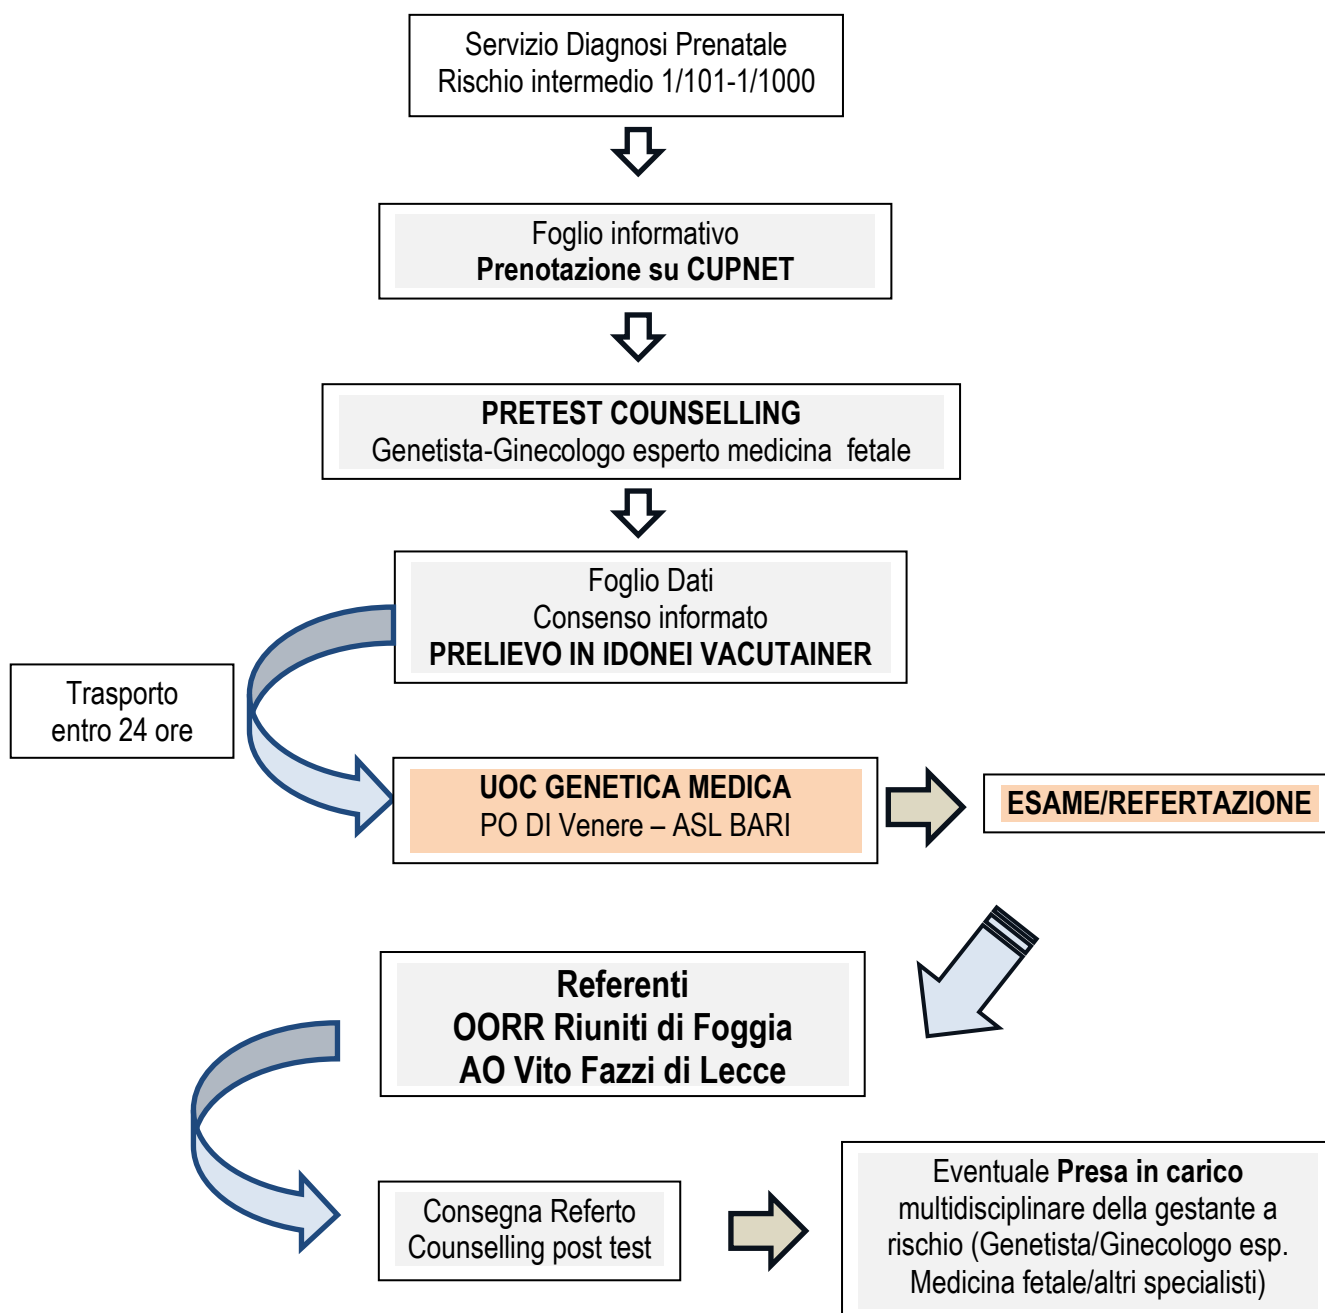 Servizio Diagnosi Prenatale
Rischio intermedio 1/101-1/1000
Foglio informativo
Prenotazione su CUPNET
PRETEST COUNSELLING
Genetista-Ginecologo esperto medicina fetale
Foglio Dati
Consenso informato
PRELIEVO IN IDONEI VACUTAINER
Trasporto
entro 24 ore
UOC GENETICA MEDICA
PO DI Venere – ASL BARI
ESAME/REFERTAZIONE
Referenti
OORR Riuniti di Foggia
AO Vito Fazzi di Lecce
Consegna Referto
Counselling post test
Eventuale Presa in carico
multidisciplinare della gestante a
rischio (Genetista/Ginecologo esp.
Medicina fetale/altri specialisti)